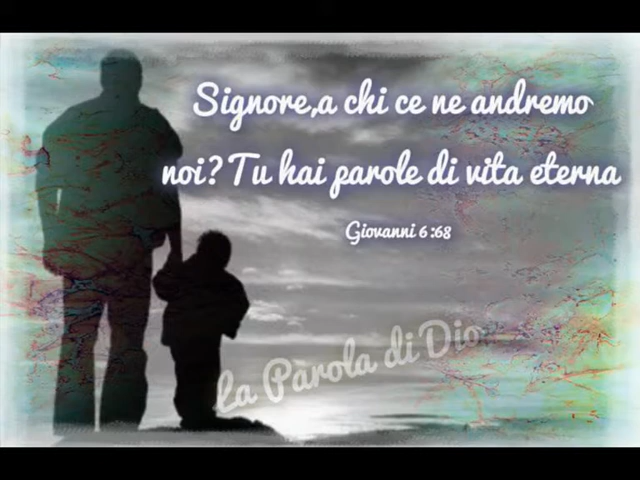 Signore,a chi ce ne andremo
noi? Tu hai parole di vita eterna
Giovanni 6:68
la Parola di Dio